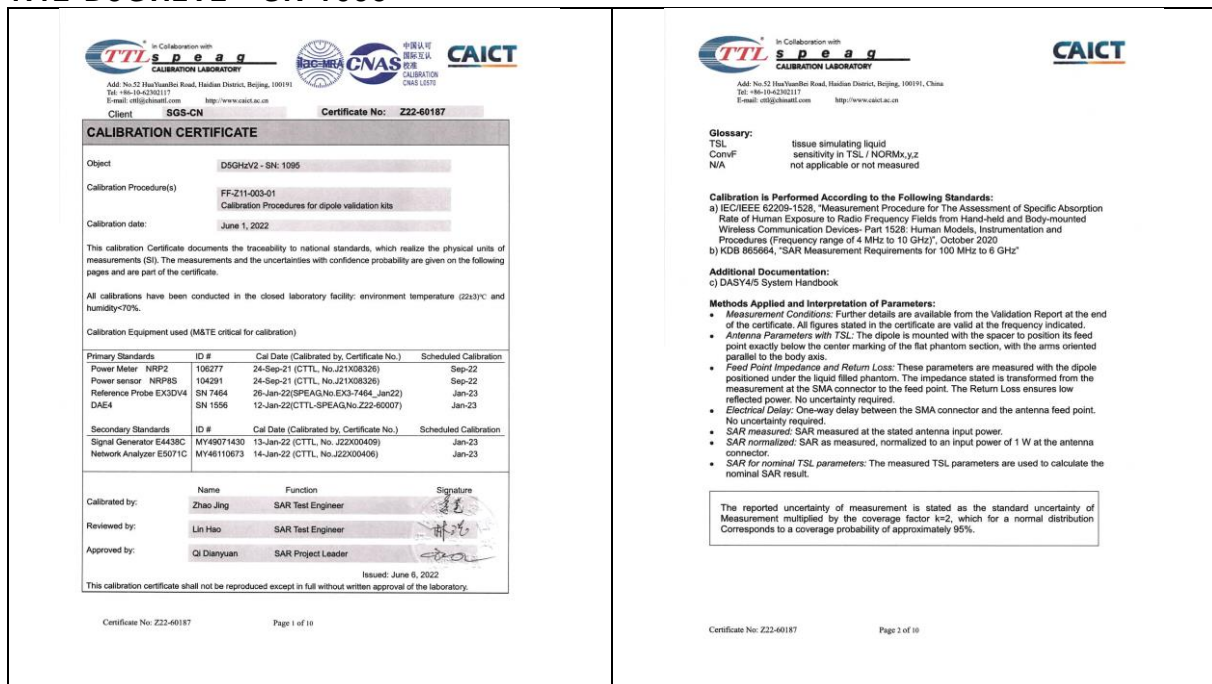 TTL
In Collaboration with
s p e a g
CALIBRATION LABORATORY
ilac-MRA
CNAS
中国认可
国际互认
校准
CALIBRATION
CNAS L0570
CAICT
Add: No.52 HuaYuanBei Road, Haidian District, Beijing, 100191
Tel: +86-10-62302117
E-mail: cttl@chinattl.com http://www.caict.ac.cn
Client SGS-CN Certificate No: Z22-60187
CALIBRATION CERTIFICATE
Object D5GHzV2 - SN: 1095
Calibration Procedure(s) FF-Z11-003-01
Calibration Procedures for dipole validation kits
Calibration date: June 1, 2022
This calibration Certificate documents the traceability to national standards, which realize the physical units of
measurements (SI). The measurements and the uncertainties with confidence probability are given on the following
pages and are part of the certificate.
All calibrations have been conducted in the closed laboratory facility: environment temperature (22±3)℃ and
humidity<70%.
Calibration Equipment used (M&TE critical for calibration)
Primary Standards ID # Cal Date (Calibrated by, Certificate No.) Scheduled Calibration
Power Meter NRP2 106277 24-Sep-21 (CTTL, No.J21X08326) Sep-22
Power sensor NRP8S 104291 24-Sep-21 (CTTL, No.J21X08326) Sep-22
Reference Probe EX3DV4 SN 7464 26-Jan-22(SPEAG,No.EX3-7464_Jan22) Jan-23
DAE4 SN 1556 12-Jan-22(CTTL-SPEAG,No.Z22-60007) Jan-23
Secondary Standards ID # Cal Date (Calibrated by, Certificate No.) Scheduled Calibration
Signal Generator E4438C MY49071430 13-Jan-22 (CTTL, No.J22X00409) Jan-23
Network Analyzer E5071C MY46110673 14-Jan-22 (CTTL, No.J22X00406) Jan-23
Name Function Signature
Calibrated by: Zhao Jing SAR Test Engineer
Reviewed by: Lin Hao SAR Test Engineer
Approved by: Qi Dianyuan SAR Project Leader
Issued: June 6, 2022
This calibration certificate shall not be reproduced except in full without written approval of the laboratory.
Certificate No: Z22-60187 Page 1 of 10
TTL
In Collaboration with
s p e a g
CALIBRATION LABORATORY
CAICT
Add: No.52 HuaYuanBei Road, Haidian District, Beijing, 100191, China
Tel: +86-10-62302117
E-mail: cttl@chinattl.com http://www.caict.ac.cn
Glossary:
TSL tissue simulating liquid
ConvF sensitivity in TSL / NORMx,y,z
N/A not applicable or not measured
Calibration is Performed According to the Following Standards:
a) IEC/IEEE 62209-1528, "Measurement Procedure for The Assessment of Specific Absorption
Rate of Human Exposure to Radio Frequency Fields from Hand-held and Body-mounted
Wireless Communication Devices- Part 1528: Human Models, Instrumentation and
Procedures (Frequency range of 4 MHz to 10 GHz)", October 2020
b) KDB 865664, "SAR Measurement Requirements for 100 MHz to 6 GHz"
Additional Documentation:
c) DASY4/5 System Handbook
Methods Applied and Interpretation of Parameters:
• Measurement Conditions: Further details are available from the Validation Report at the end
of the certificate. All figures stated in the certificate are valid at the frequency indicated.
• Antenna Parameters with TSL: The dipole is mounted with the spacer to position its feed
point exactly below the center marking of the flat phantom section, with the arms oriented
parallel to the body axis.
• Feed Point Impedance and Return Loss: These parameters are measured with the dipole
positioned under the liquid filled phantom. The impedance stated is transformed from the
measurement at the SMA connector to the feed point. The Return Loss ensures low
reflected power. No uncertainty required.
• Electrical Delay: One-way delay between the SMA connector and the antenna feed point.
No uncertainty required.
• SAR measured: SAR measured at the stated antenna input power.
• SAR normalized: SAR as measured, normalized to an input power of 1 W at the antenna
connector.
• SAR for nominal TSL parameters: The measured TSL parameters are used to calculate the
nominal SAR result.
The reported uncertainty of measurement is stated as the standard uncertainty of
Measurement multiplied by the coverage factor k=2, which for a normal distribution
Corresponds to a coverage probability of approximately 95%.
Certificate No: Z22-60187 Page 2 of 10